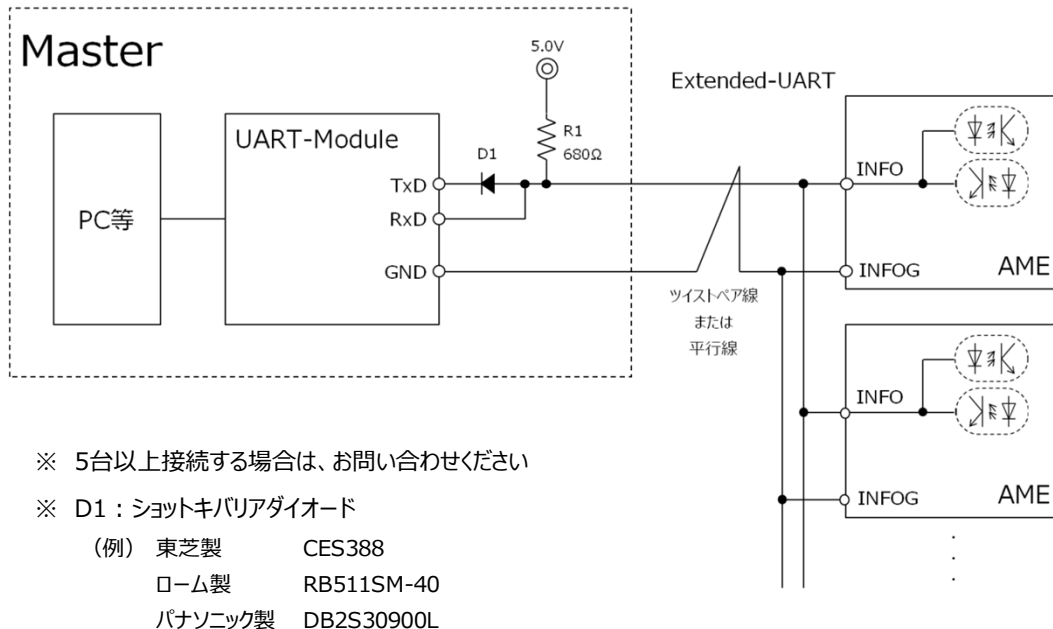 Master
5.0V
Extended-UART
R1
680Ω
UART-Module
D1
INFO
TxD
PC等
RxD
GND
INFOG
AME
ツイストペア線
または
平行線
INFO
INFOG
AME
※ 5台以上接続する場合は、お問い合わせください
※ D1：ショットキバリアダイオード
（例） 東芝製 CES388
ローム製 RB511SM-40
パナソニック製 DB2S30900L